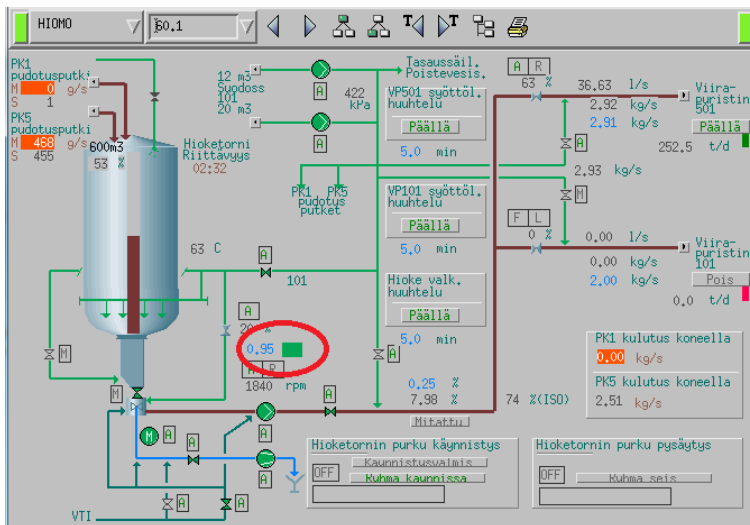 HIOMO
60.1
T
T
PK1
pudotusputki
M 0 g/s
S 1
PK5
pudotusputki
M 468 g/s
S 455
600m3
53 %
Hioketorni
Riittävyys
02:32
12 m3
Suodoss
101
20 m3
A
A
422
kPa
Tasaussäil.
Poistevesis.
VP501 syöttöl.
huuhtelu
Päällä
5.0 min
PK1 PK5
pudotus
putket
VP101 syöttöl.
huuhtelu
Päällä
5.0 min
Hioke valk.
huuhtelu
Päällä
5.0 min
A R
63 %
36.63 l/s
2.92 kg/s
2.91 kg/s
Viira-
puristin
501
Päällä
252.5 t/d
A
2.93 kg/s
M
F L
0 %
0.00 l/s
0.00 kg/s
2.00 kg/s
Viira-
puristin
101
Pois
0.0 t/d
63 C
A
101
A
20 %
0.95
A R
1840 rpm
M
M
A
A
0.25 %
7.98 %
Mitattu
74 %(ISO)
PK1 kulutus koneella
0.00 kg/s
PK5 kulutus koneella
2.51 kg/s
M A
A
A
A
A
A
VTI
Hioketornin purku käynnistys
Kaynnistusvalmis
OFF
Ruhma kaunnissa
Hioketornin purku pysäytys
OFF
Ruhma seis